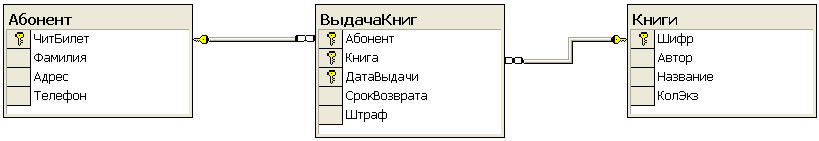 Абонент
ЧитБилет
Фамилия
Адрес
Телефон
ВыдачаКниг
Абонент
Книга
ДатаВыдачи
СрокВозврата
Штраф
Книги
Шифр
Автор
Название
КолЭкз